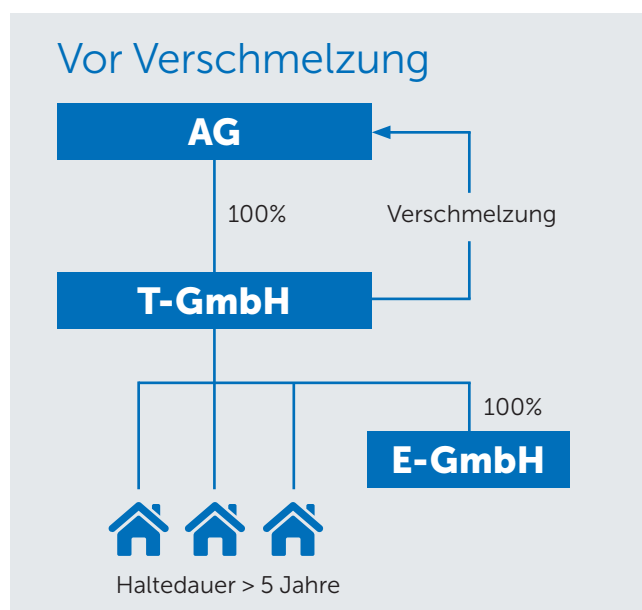 Vor Verschmelzung
AG
100%
Verschmelzung
T-GmbH
100%
E-GmbH
Haltedauer > 5 Jahre